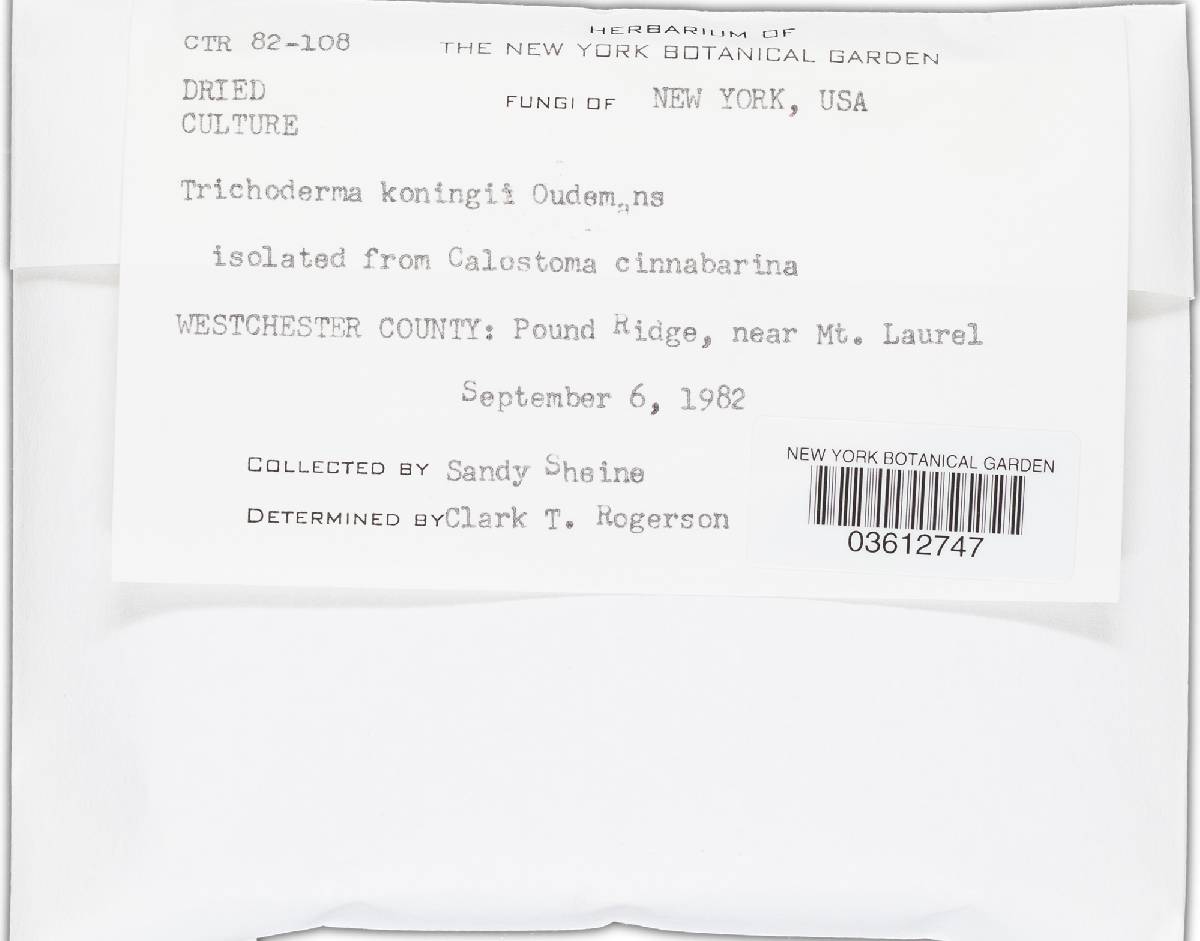 CTR 82-108
HERBARIUM OF
THE NEW YORK BOTANICAL GARDEN
DRIED
CULTURE
FUNGI OF NEW YORK, USA
Trichoderma koningii Oudemans
isolated from Calostoma cinnabarina
WESTCHESTER COUNTY: Pound Ridge, near Mt. Laurel
September 6, 1982
COLLECTED BY Sandy Sheine
DETERMINED BY Clark T. Rogerson
NEW YORK BOTANICAL GARDEN
03612747